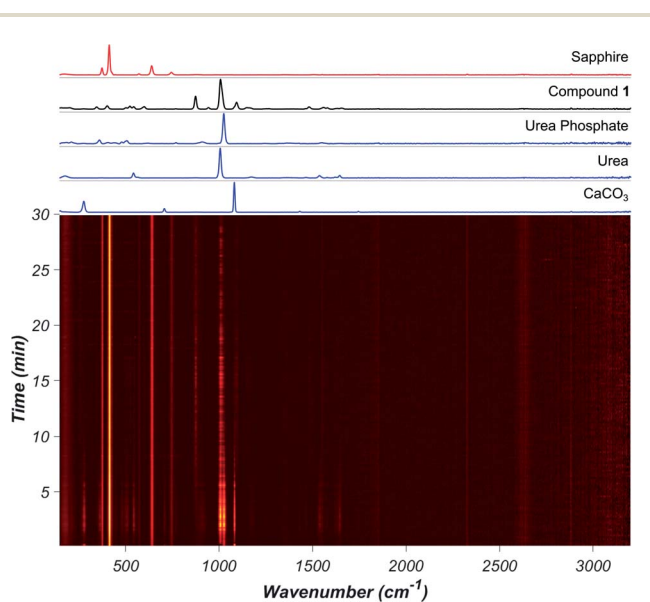 Sapphire
Compound 1
Urea Phosphate
Urea
CaCO₃
30
25
20
15
10
5
Time (min)
500 1000 1500 2000 2500 3000
Wavenumber (cm⁻¹)